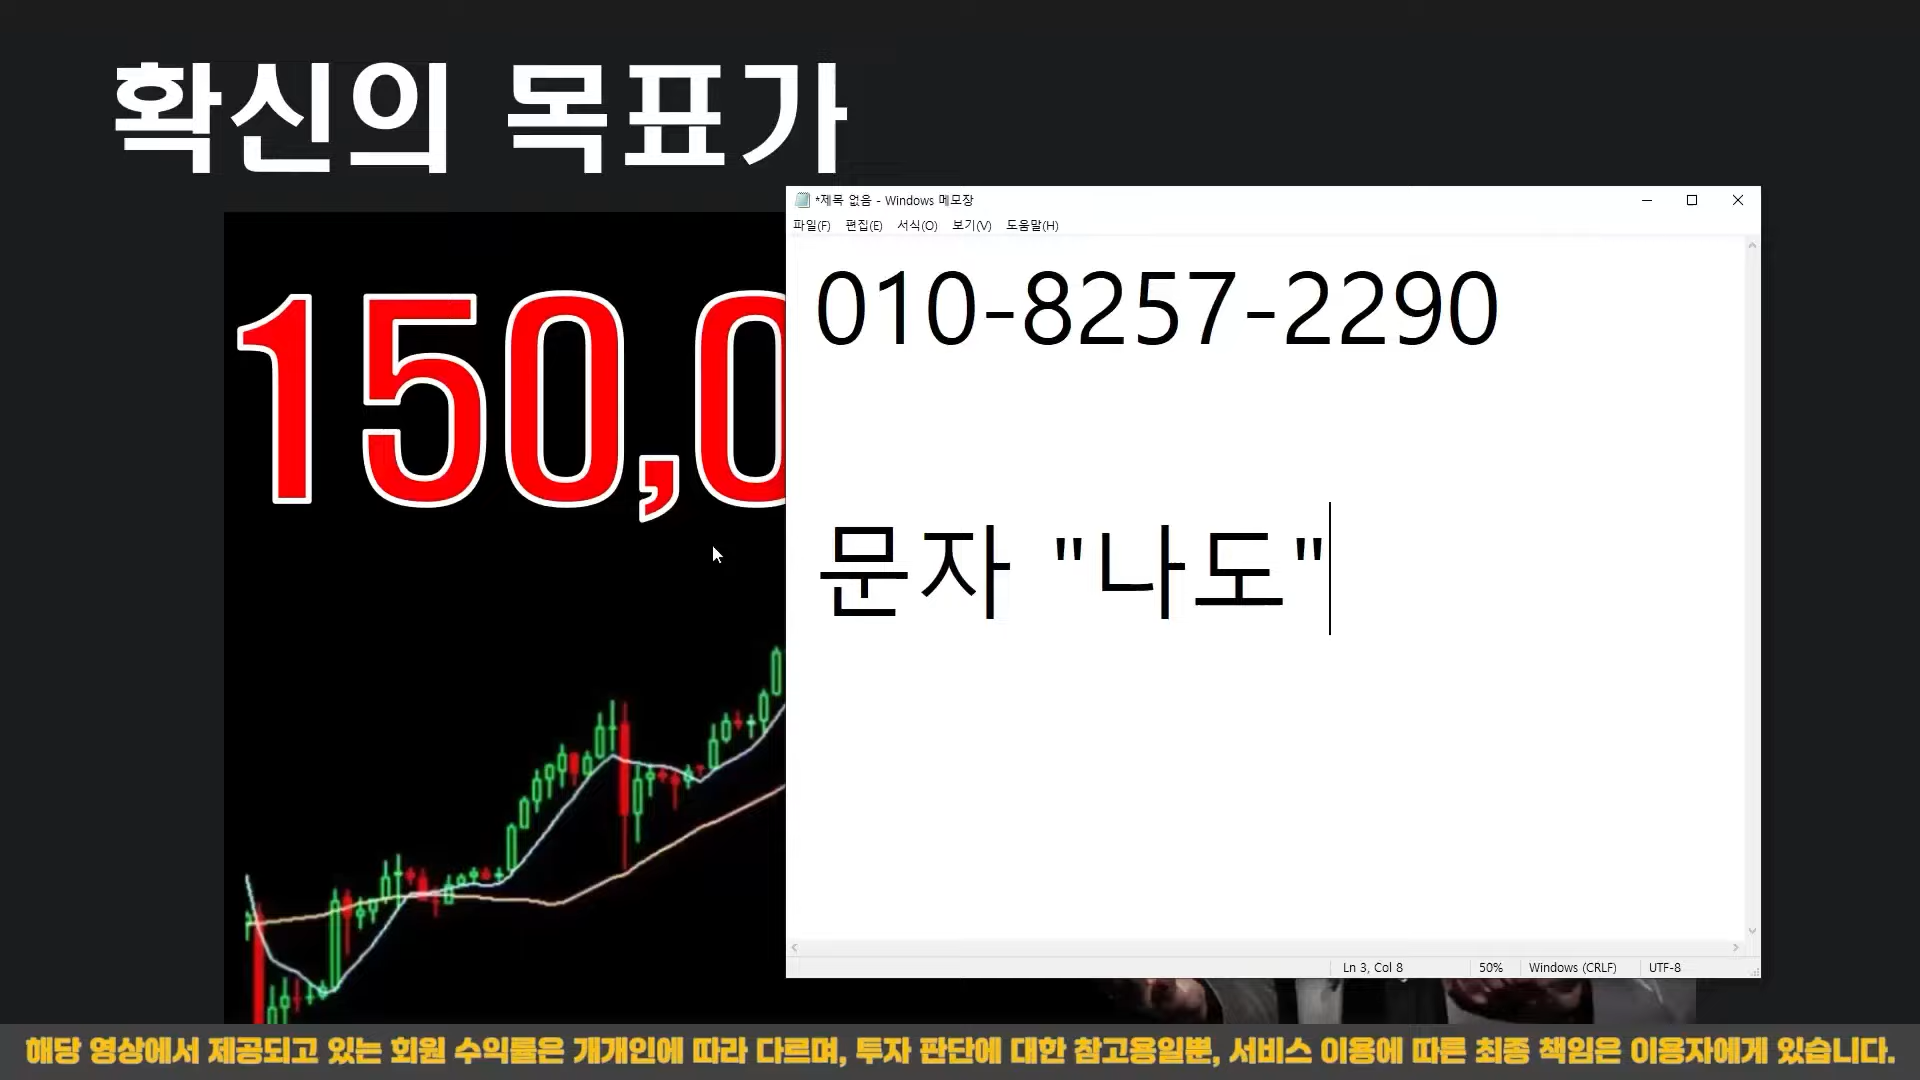 확신의 목표가
150,0
*제목 없음 - Windows 메모장
파일(F) 편집(E) 서식(O) 보기(V) 도움말(H)
010-8257-2290
문자 "나도"
Ln 3, Col 8 50% Windows (CRLF) UTF-8
해당 영상에서 제공되고 있는 회원 수익률은 개개인에 따라 다르며, 투자 판단에 대한 참고용일뿐, 서비스 이용에 따른 최종 책임은 이용자에게 있습니다.